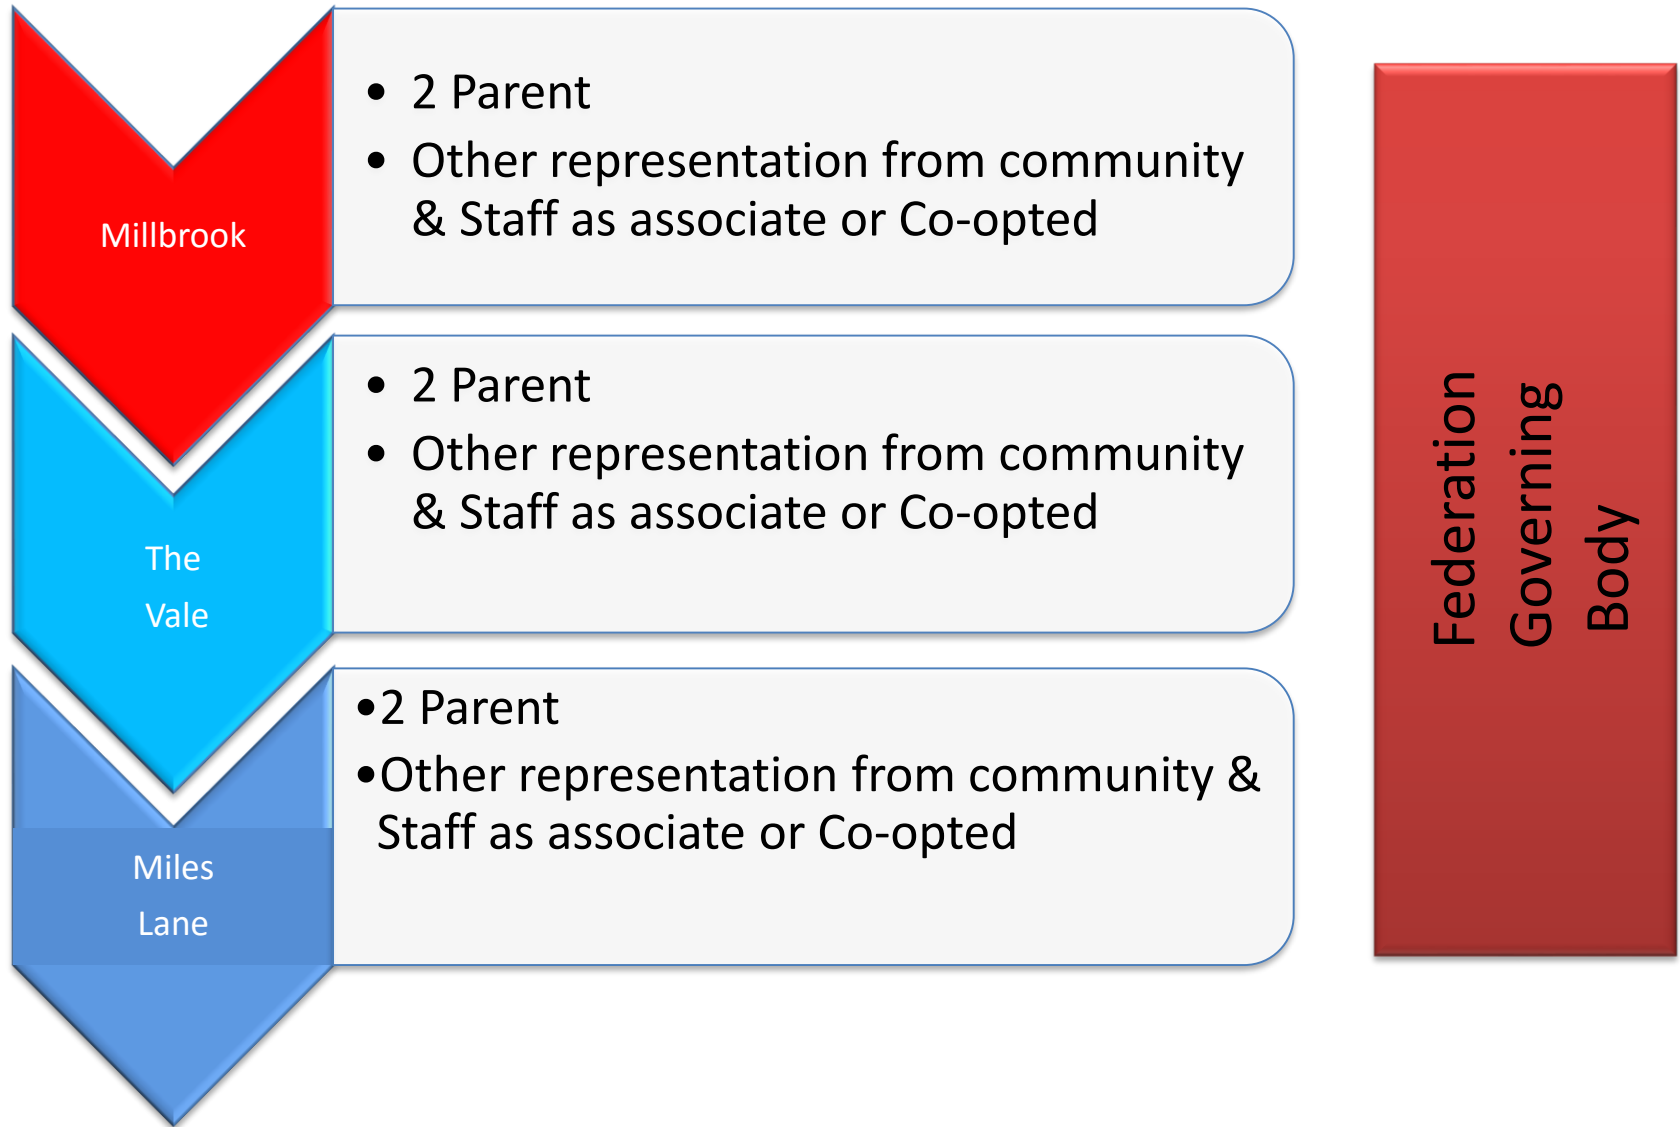 Millbrook
• 2 Parent
• Other representation from community
& Staff as associate or Co-opted
The
Vale
• 2 Parent
• Other representation from community
& Staff as associate or Co-opted
Miles
Lane
•2 Parent
•Other representation from community &
Staff as associate or Co-opted
Federation
Governing
Body